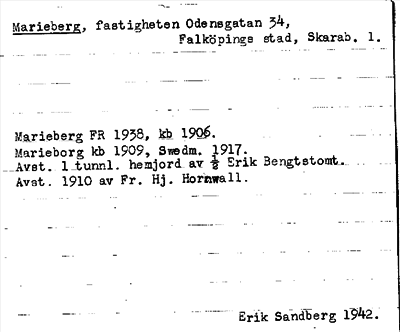 Marieberg, fastigheten Odensgatan 34,
Falköpings stad, Skarab. l.
Marieberg FR 1938, kb 1906.
Marieborg kb 1909, Swedm. 1917.
Avst. 1 tunnl. hemjord av ½ Erik Bengtstomt.
Avst. 1910 av Fr. Hj. Hornwall.
Erik Sandberg 1942.